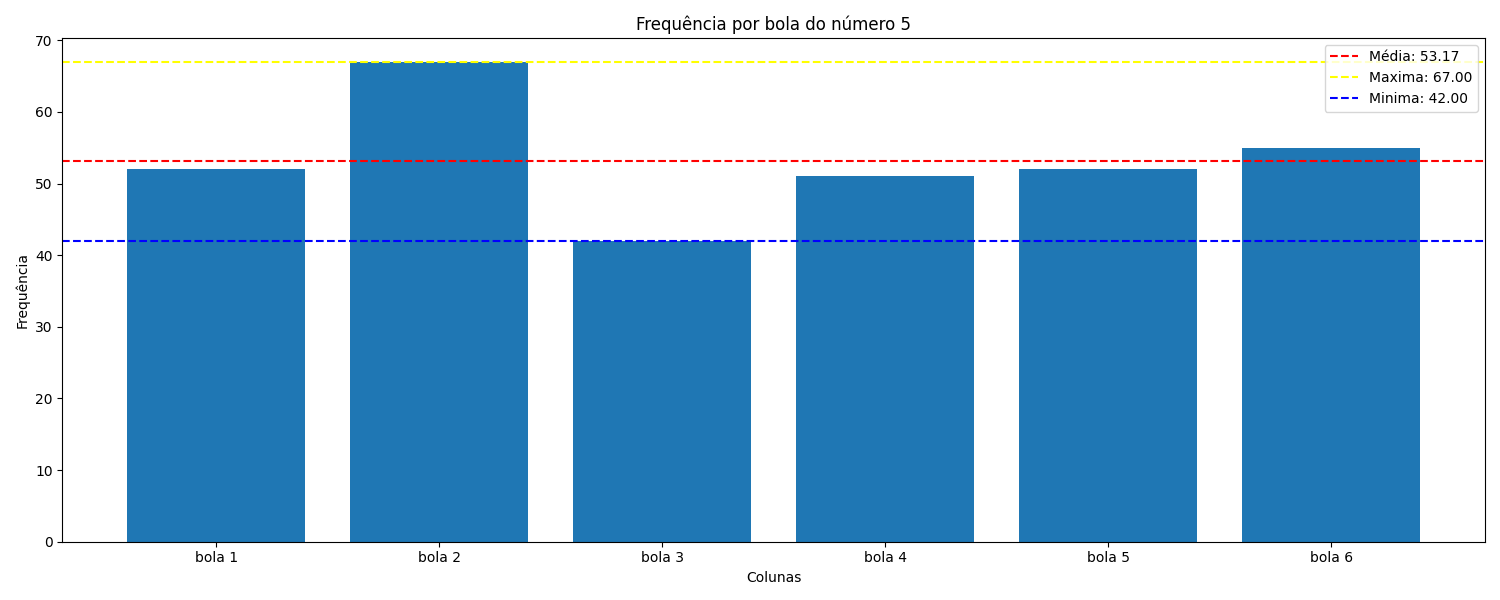 Frequência por bola do número 5
Média: 53.17
Maxima: 67.00
Minima: 42.00
Frequência
70
60
50
40
30
20
10
0
bola 1
bola 2
bola 3
bola 4
bola 5
bola 6
Colunas